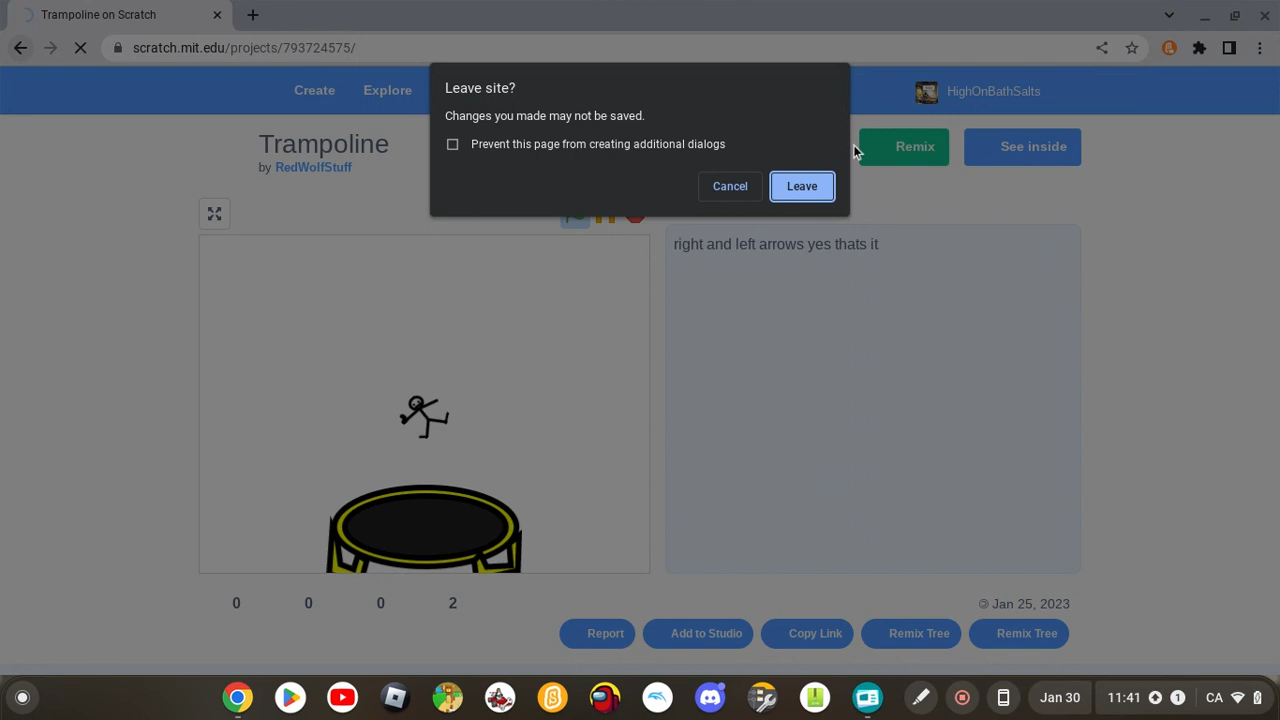 Trampoline on Scratch
scratch.mit.edu/projects/793724575/
Create
Explore
HighOnBathSalts
Leave site?
Changes you made may not be saved.
Prevent this page from creating additional dialogs
Cancel
Leave
Trampoline
by RedWolfStuff
Remix
See inside
right and left arrows yes thats it
0
0
0
2
© Jan 25, 2023
Report
Add to Studio
Copy Link
Remix Tree
Remix Tree
Jan 30
11:41
1
CA